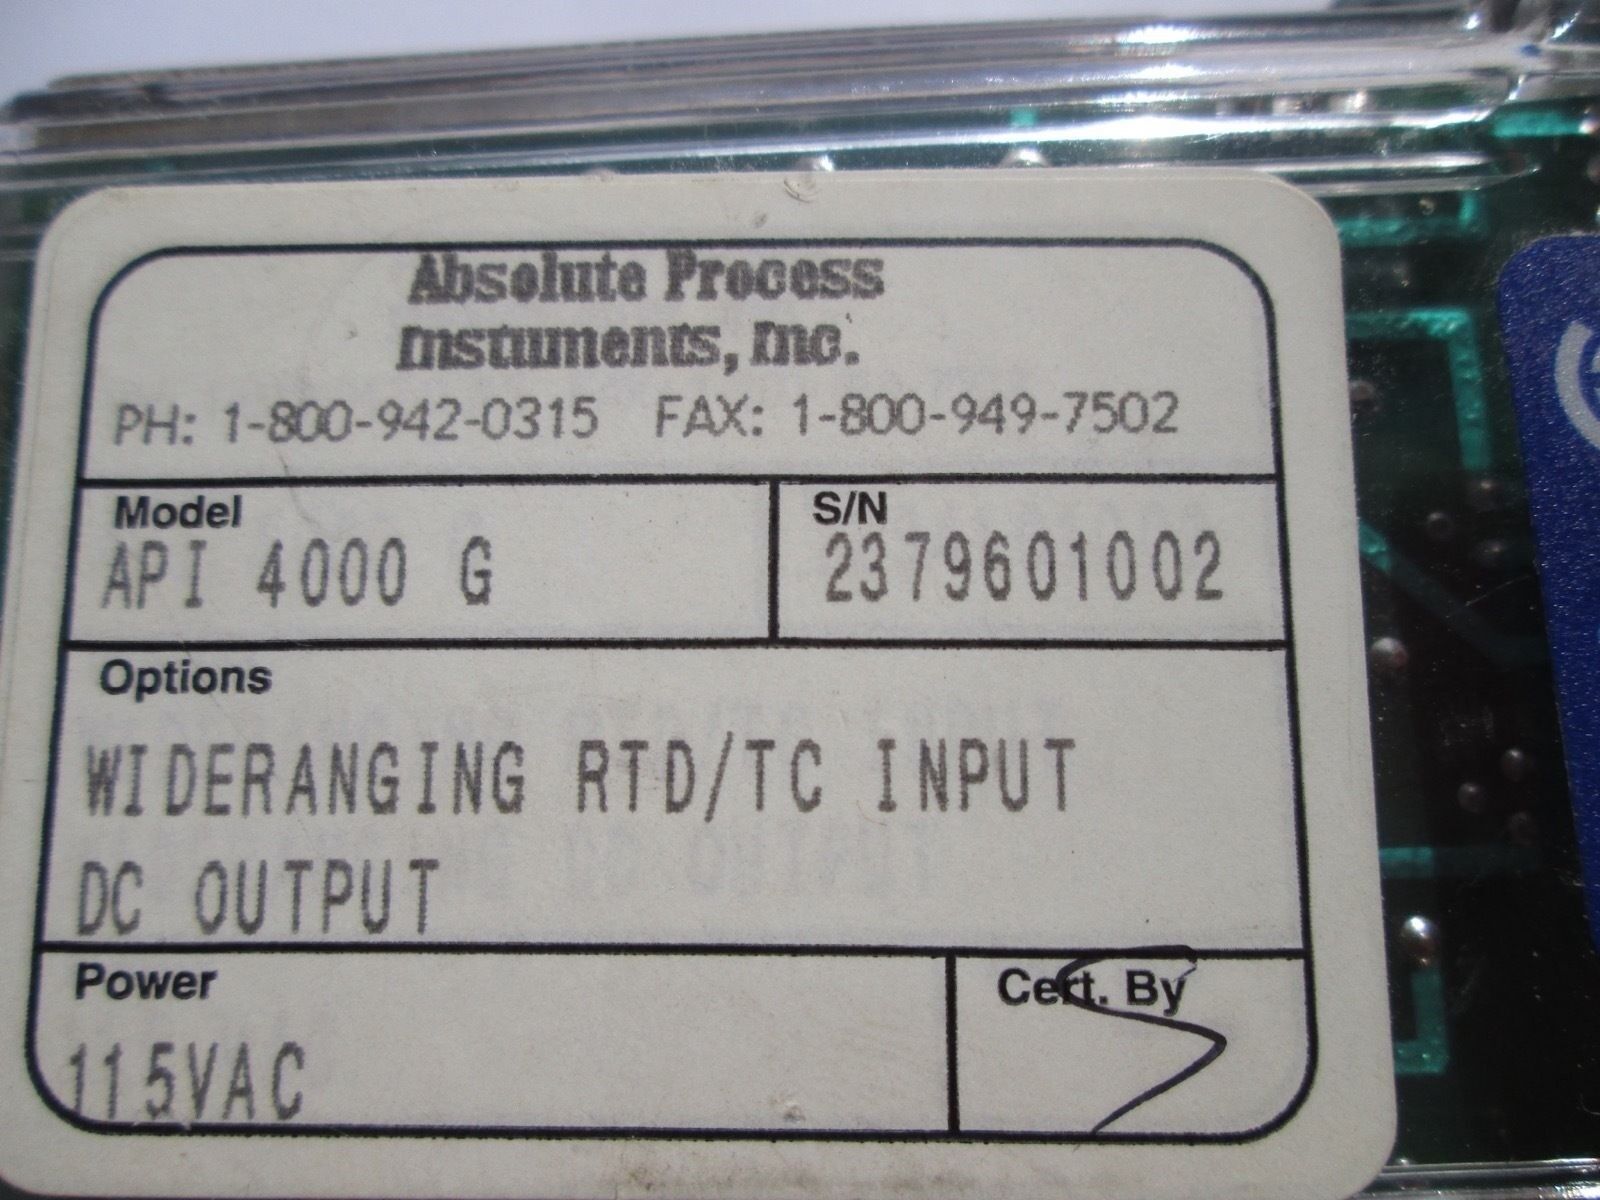 Absolute Process
Instuments, Inc.
PH: 1-800-942-0315 FAX: 1-800-949-7502
Model
API 4000 G
S/N
2379601002
Options
WIDERANGING RTD/TC INPUT
DC OUTPUT
Power
115VAC
Cert. By